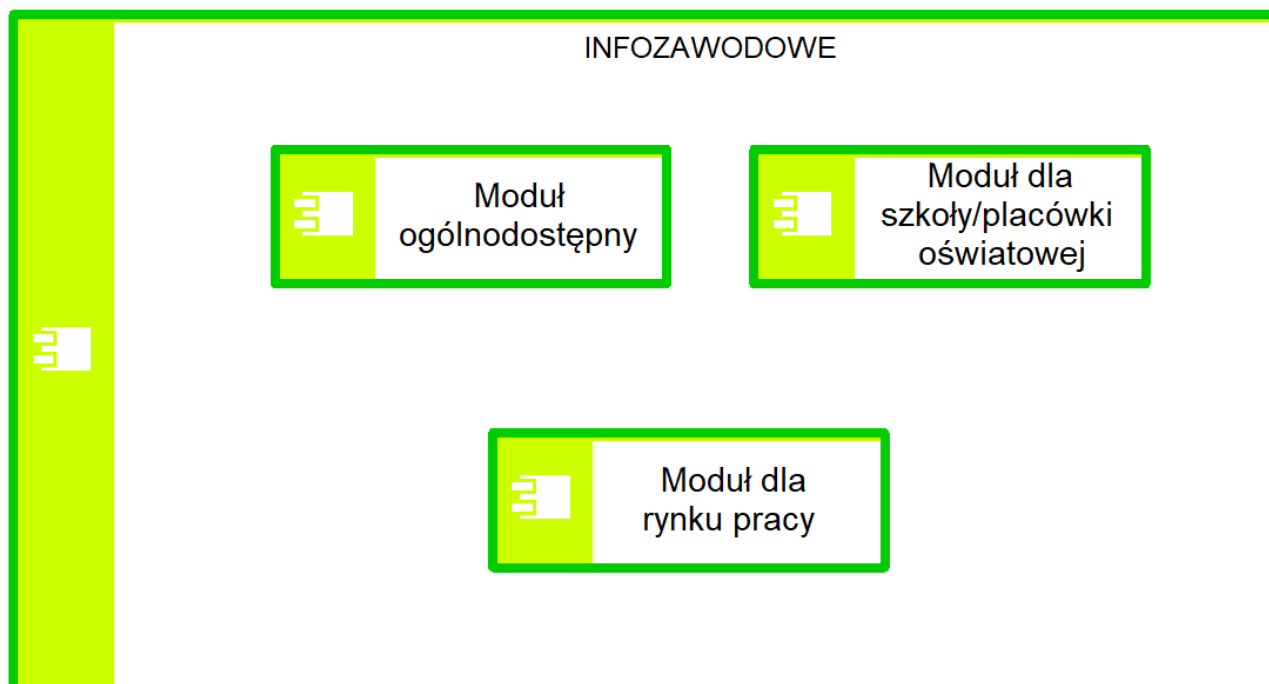 INFOZAWODOWE
Moduł
ogólnodostępny
Moduł dla
szkoły/placówki
oświatowej
Moduł dla
rynku pracy